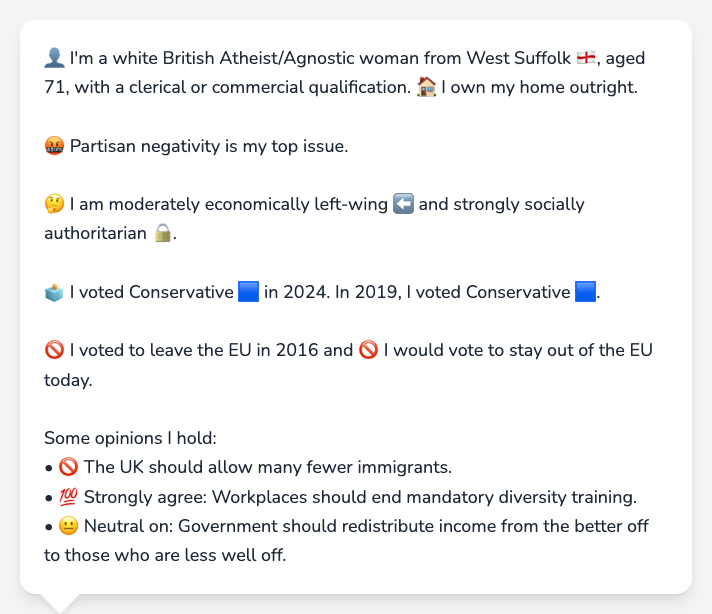 👤 I'm a white British Atheist/Agnostic woman from West Suffolk 🏴󠁧󠁢󠁥󠁮󠁧󠁿, aged
71, with a clerical or commercial qualification. 🏠 I own my home outright.
🤬 Partisan negativity is my top issue.
🤔 I am moderately economically left-wing ⬅️ and strongly socially
authoritarian 🔒.
🗳️ I voted Conservative 🟦 in 2024. In 2019, I voted Conservative 🟦.
🚫 I voted to leave the EU in 2016 and 🚫 I would vote to stay out of the EU
today.
Some opinions I hold:
• 🚫 The UK should allow many fewer immigrants.
• 💯 Strongly agree: Workplaces should end mandatory diversity training.
• 😐 Neutral on: Government should redistribute income from the better off
to those who are less well off.